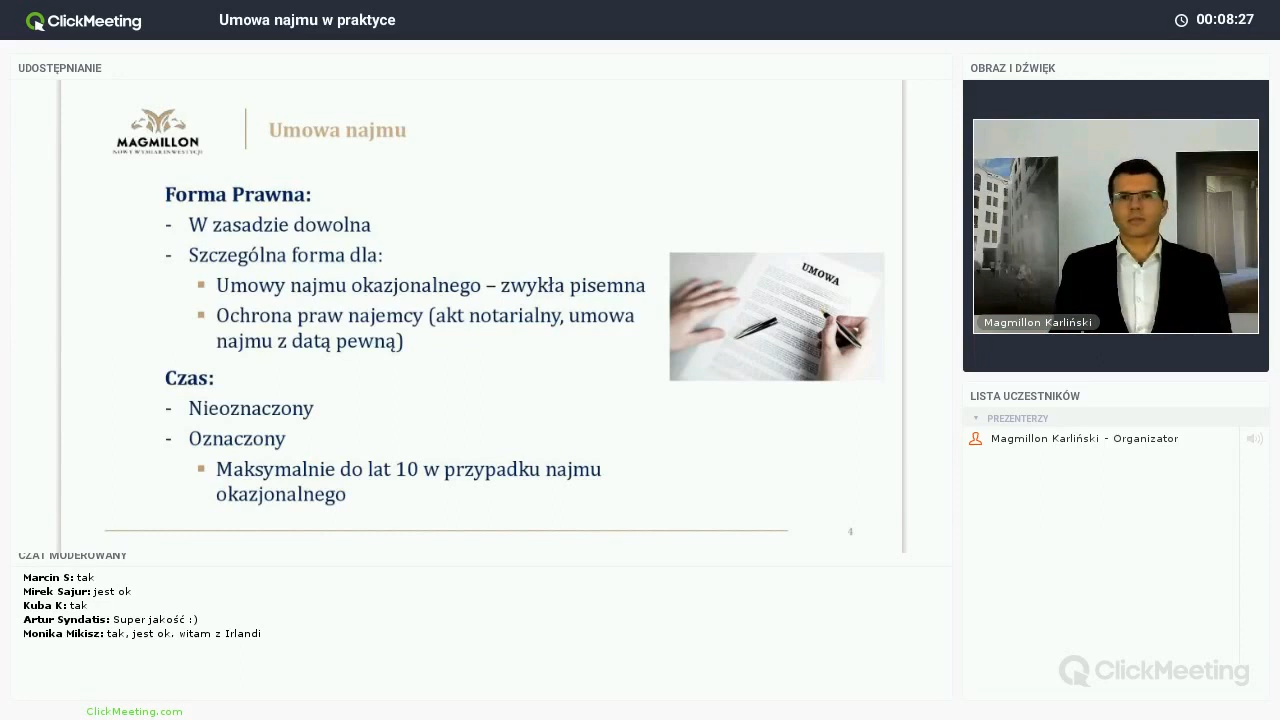 ClickMeeting
Umowa najmu w praktyce
00:08:27
UDOSTĘPNIANIE
MAGMILLON
NOWY WYMIAR INWESTYCJI
Umowa najmu
Forma Prawna:
- W zasadzie dowolna
- Szczególna forma dla:
Umowy najmu okazjonalnego – zwykła pisemna
Ochrona praw najemcy (akt notarialny, umowa
najmu z datą pewną)
Czas:
- Nieoznaczony
- Oznaczony
Maksymalnie do lat 10 w przypadku najmu
okazjonalnego
UMOWA
4
CZAT MODEROWANY
Marcin S: tak
Mirek Sajur: jest ok
Kuba K: tak
Artur Syndatis: Super jakość :)
Monika Mikisz: tak, jest ok. witam z Irlandi
ClickMeeting.com
OBRAZ I DŹWIĘK
Magmillon Karliński
LISTA UCZESTNIKÓW
PREZENTERZY
Magmillon Karliński - Organizator
ClickMeeting